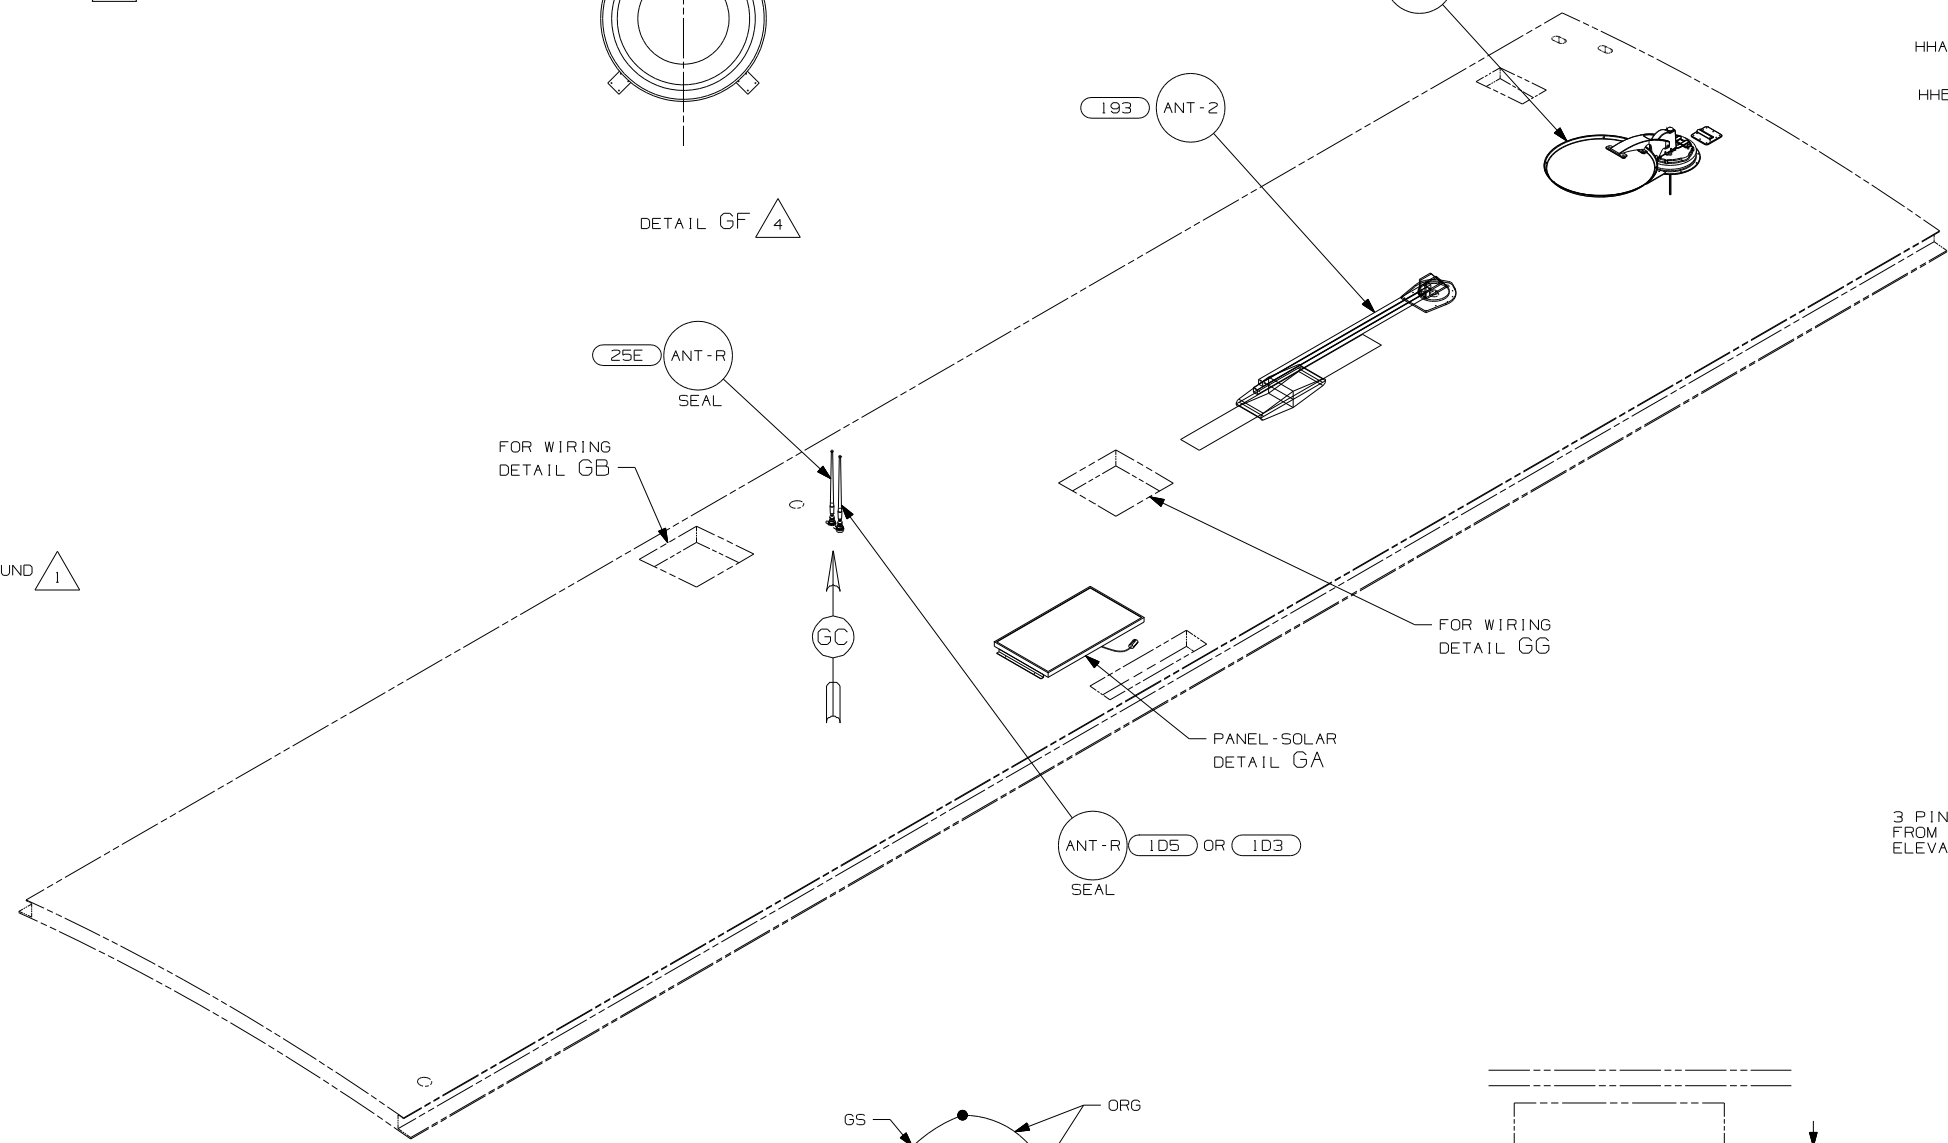 HHA
HHE
193 ANT-2
DETAIL GF 4
25E ANT-R
SEAL
FOR WIRING
DETAIL GB
UND 1
GC
FOR WIRING
DETAIL GG
PANEL-SOLAR
DETAIL GA
ANT-R 1D5 OR 1D3
SEAL
3 PIN
FROM
ELEVA
GS
ORG